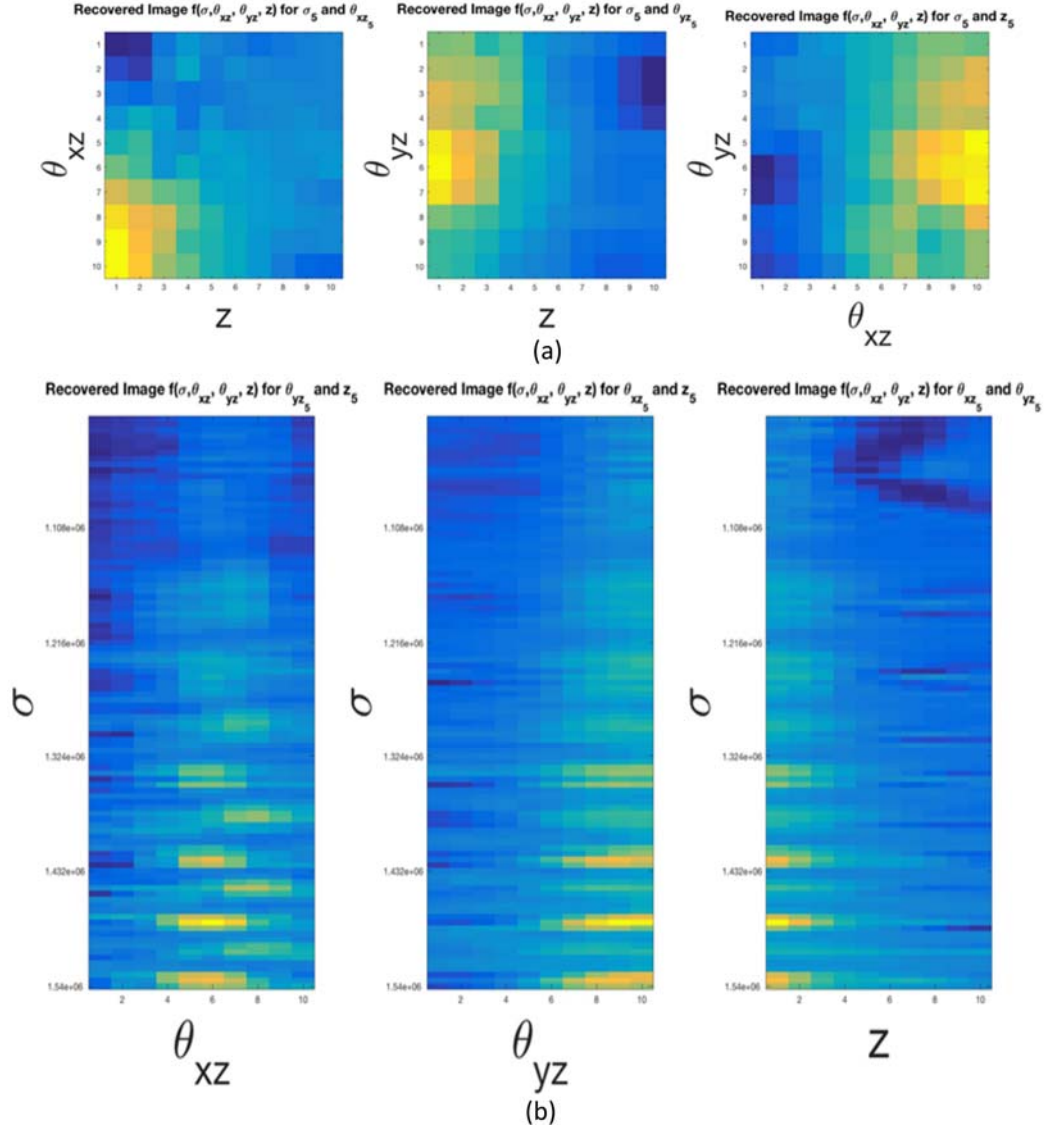 Recovered Image f(σ,θxz, θyz, z) for σ5 and θxz5
1
2
3
4
5
6
7
8
9
10
θxz
1 2 3 4 5 6 7 8 9 10
z
Recovered Image f(σ,θxz, θyz, z) for σ5 and θyz5
1
2
3
4
5
6
7
8
9
10
θyz
1 2 3 4 5 6 7 8 9 10
z
Recovered Image f(σ,θxz, θyz, z) for σ5 and z5
1
2
3
4
5
6
7
8
9
10
θyz
1 2 3 4 5 6 7 8 9 10
θxz
(a)
Recovered Image f(σ,θxz, θyz, z) for θyz5 and z5
1.108e+06
1.216e+06
1.324e+06
1.432e+06
1.54e+06
σ
2 4 6 8 10
θxz
Recovered Image f(σ,θxz, θyz, z) for θxz5 and z5
1.108e+06
1.216e+06
1.324e+06
1.432e+06
1.54e+06
σ
2 4 6 8 10
θyz
Recovered Image f(σ,θxz, θyz, z) for θxz5 and θyz5
1.108e+06
1.216e+06
1.324e+06
1.432e+06
1.54e+06
σ
2 4 6 8 10
z
(b)